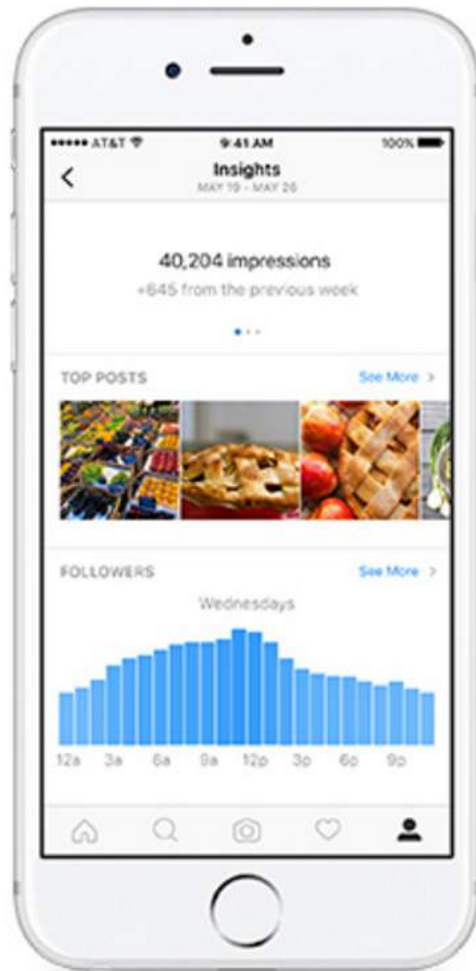 AT&T 9:41 AM 100%
Insights
MAY 19 - MAY 26
40,204 impressions
+645 from the previous week
TOP POSTS See More >
FOLLOWERS See More >
Wednesdays
12a 3a 6a 9a 12p 3p 6p 9p